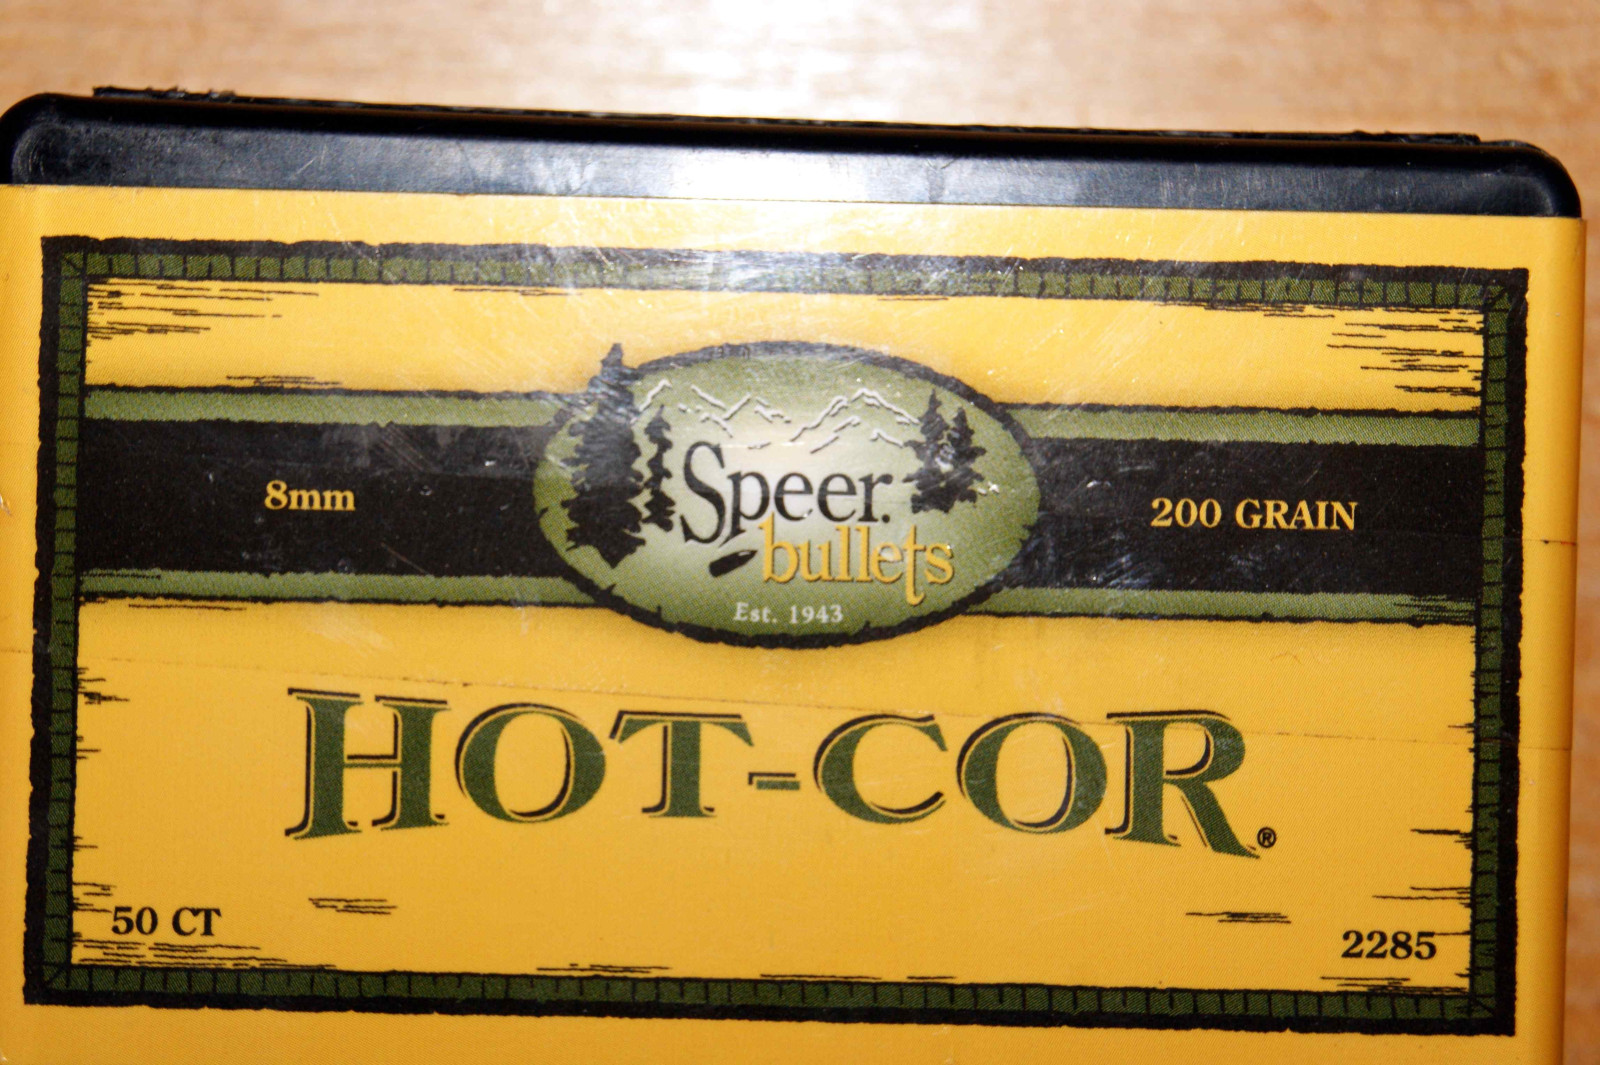 8mm
Speer.
bullets
Est. 1943
200 GRAIN
HOT-COR®
50 CT
2285